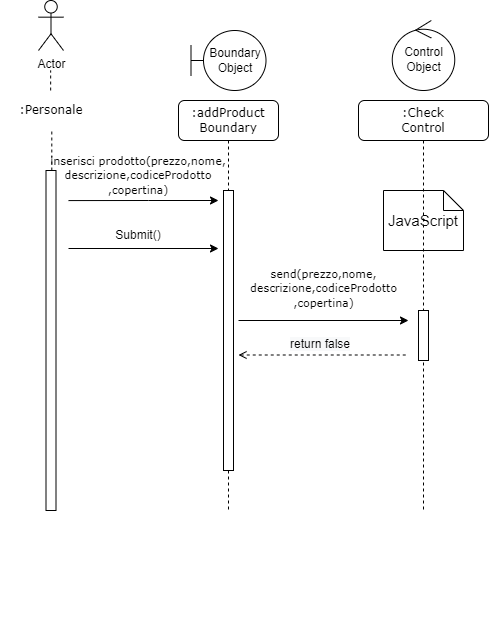 Actor
Boundary
Object
Control
Object
:Personale
:addProduct
Boundary
:Check
Control
inserisci prodotto(prezzo,nome,
descrizione,codiceProdotto
,copertina)
JavaScript
Submit()
send(prezzo,nome,
descrizione,codiceProdotto
,copertina)
return false